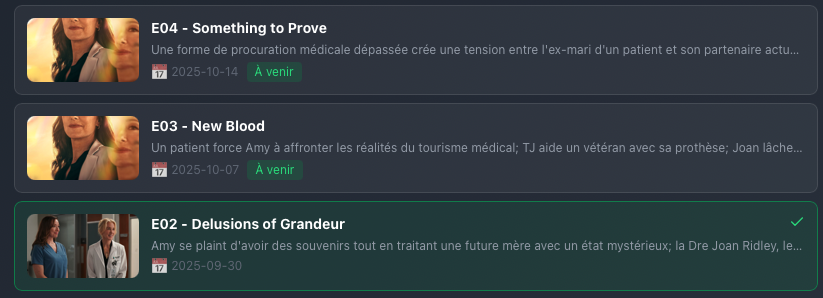 E04 - Something to Prove
Une forme de procuration médicale dépassée crée une tension entre l'ex-mari d'un patient et son partenaire actu...
17 2025-10-14 À venir
E03 - New Blood
Un patient force Amy à affronter les réalités du tourisme médical; TJ aide un vétéran avec sa prothèse; Joan lâche...
17 2025-10-07 À venir
E02 - Delusions of Grandeur
Amy se plaint d'avoir des souvenirs tout en traitant une future mère avec un état mystérieux; la Dre Joan Ridley, le...
17 2025-09-30